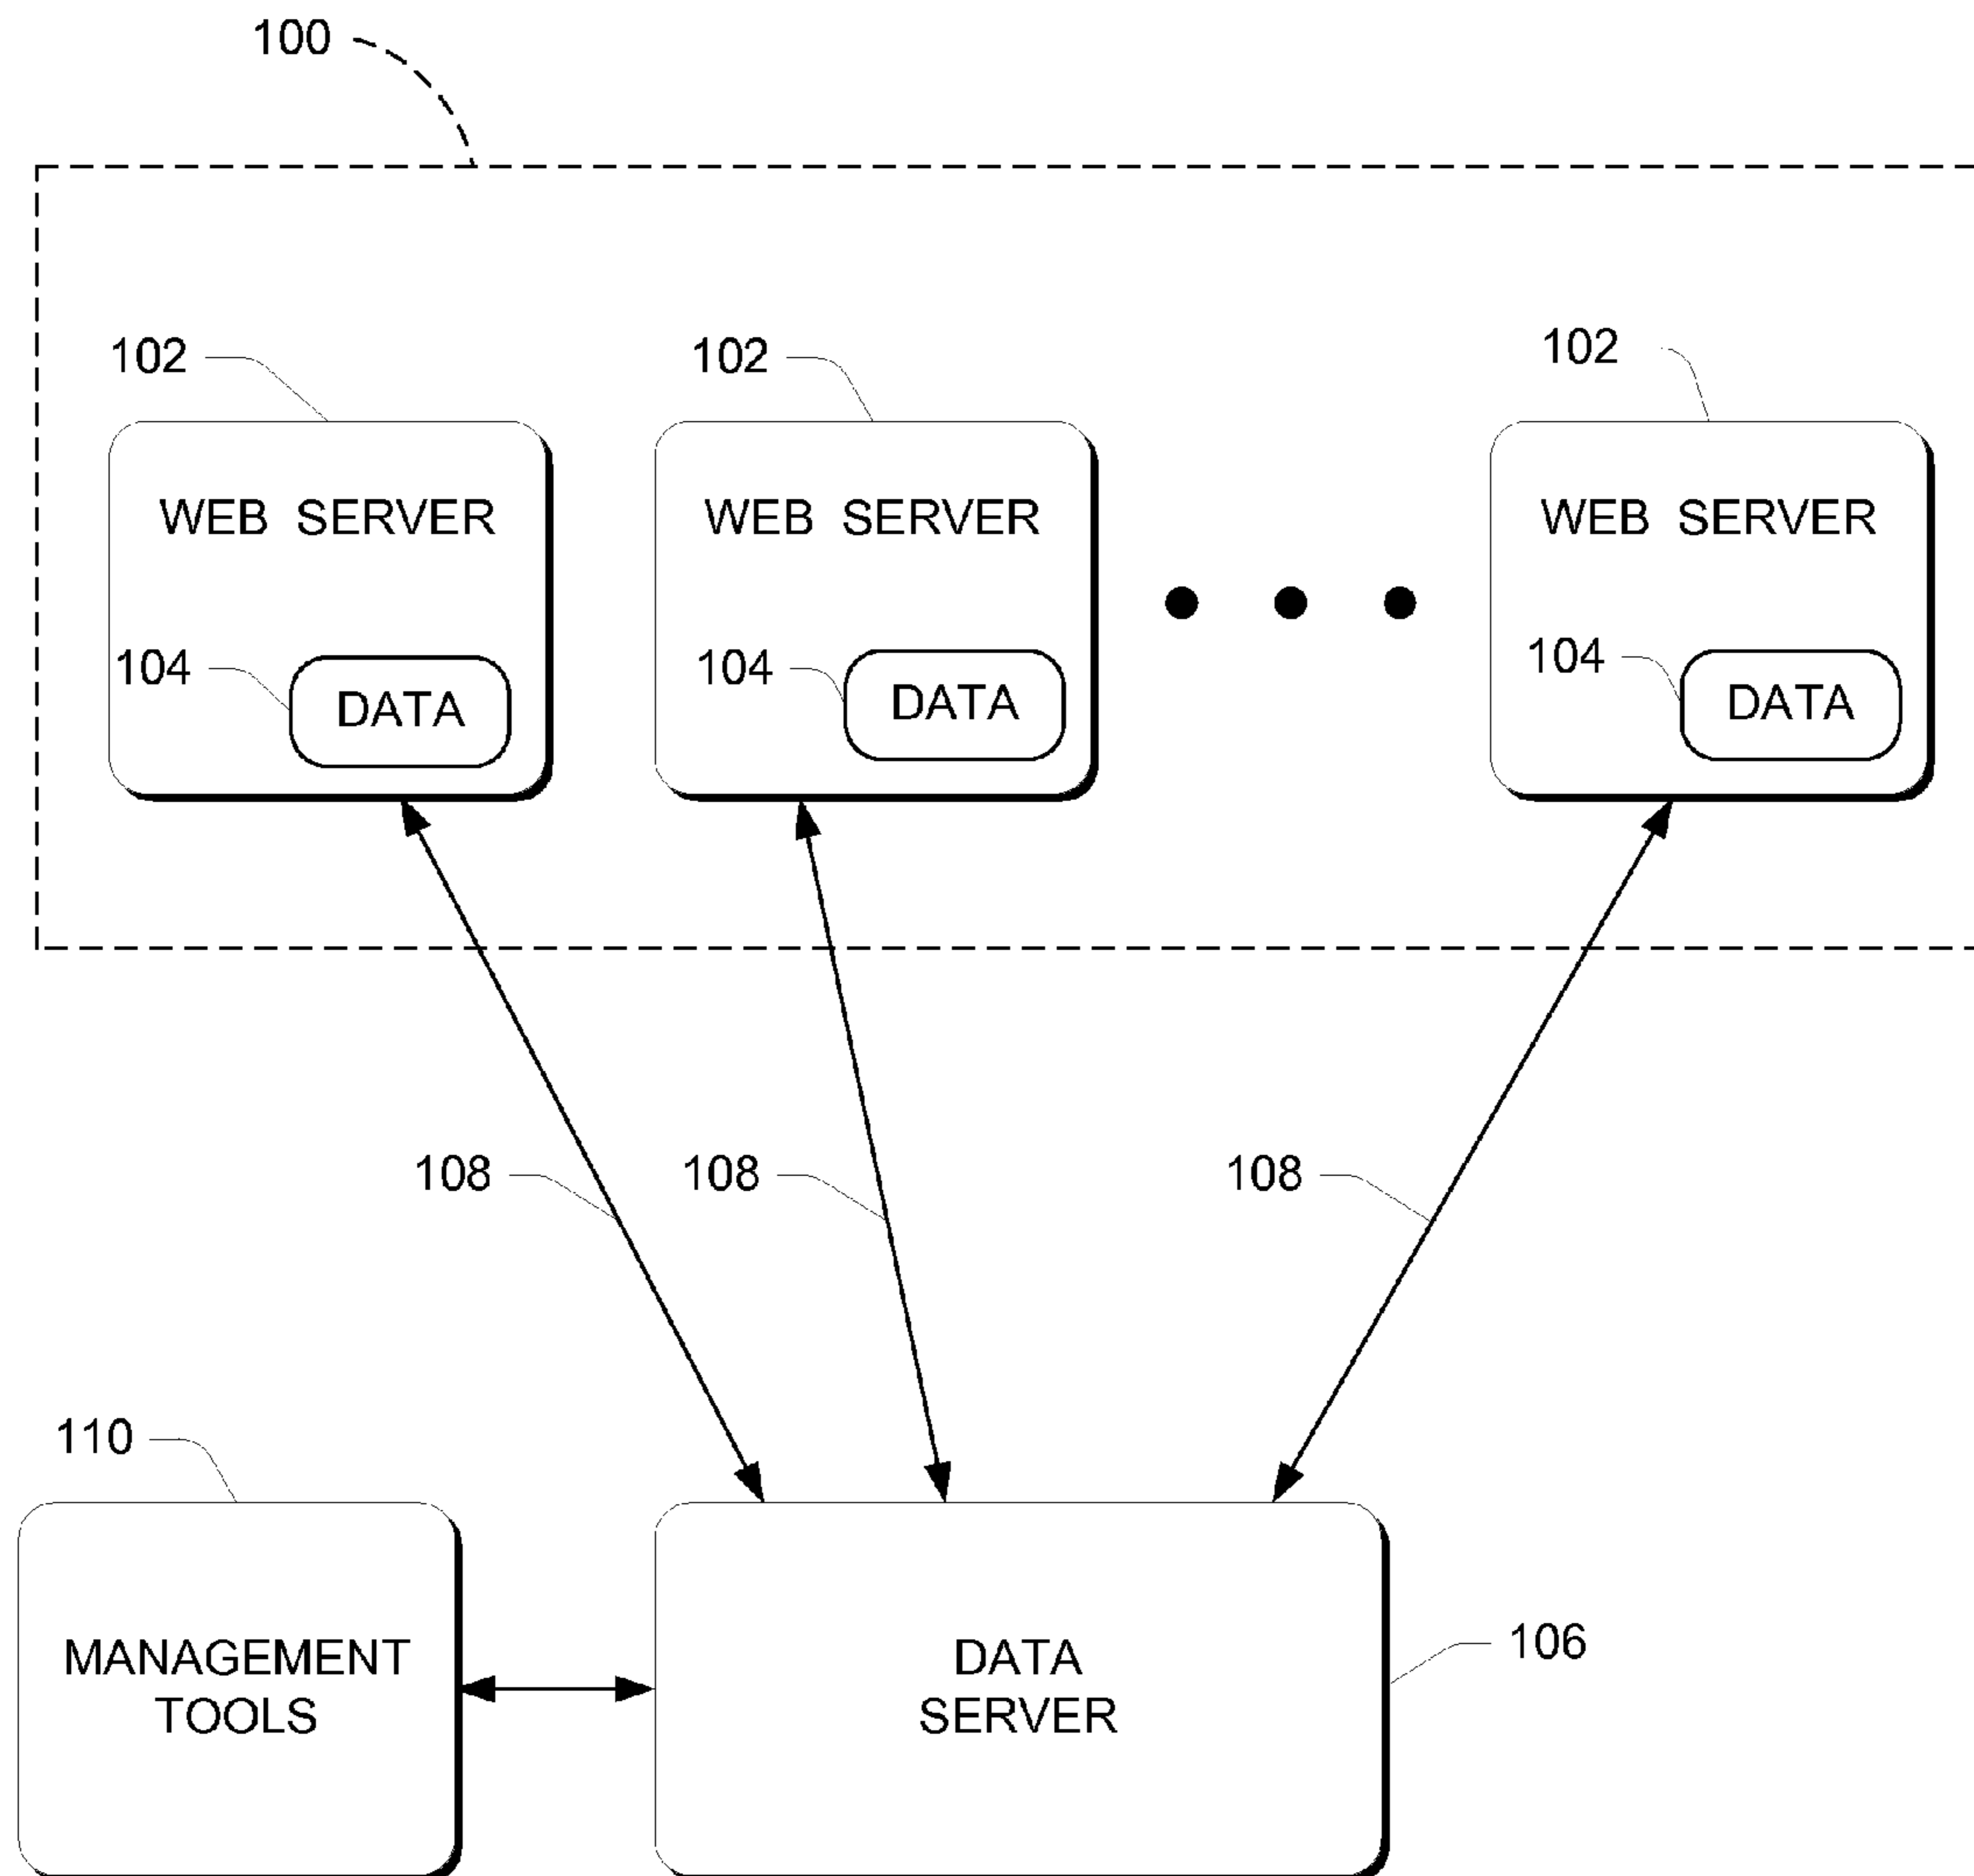 100
102
102
102
WEB SERVER
WEB SERVER
WEB SERVER
104
DATA
104
DATA
104
DATA
108
108
108
110
MANAGEMENT
TOOLS
DATA
SERVER
106